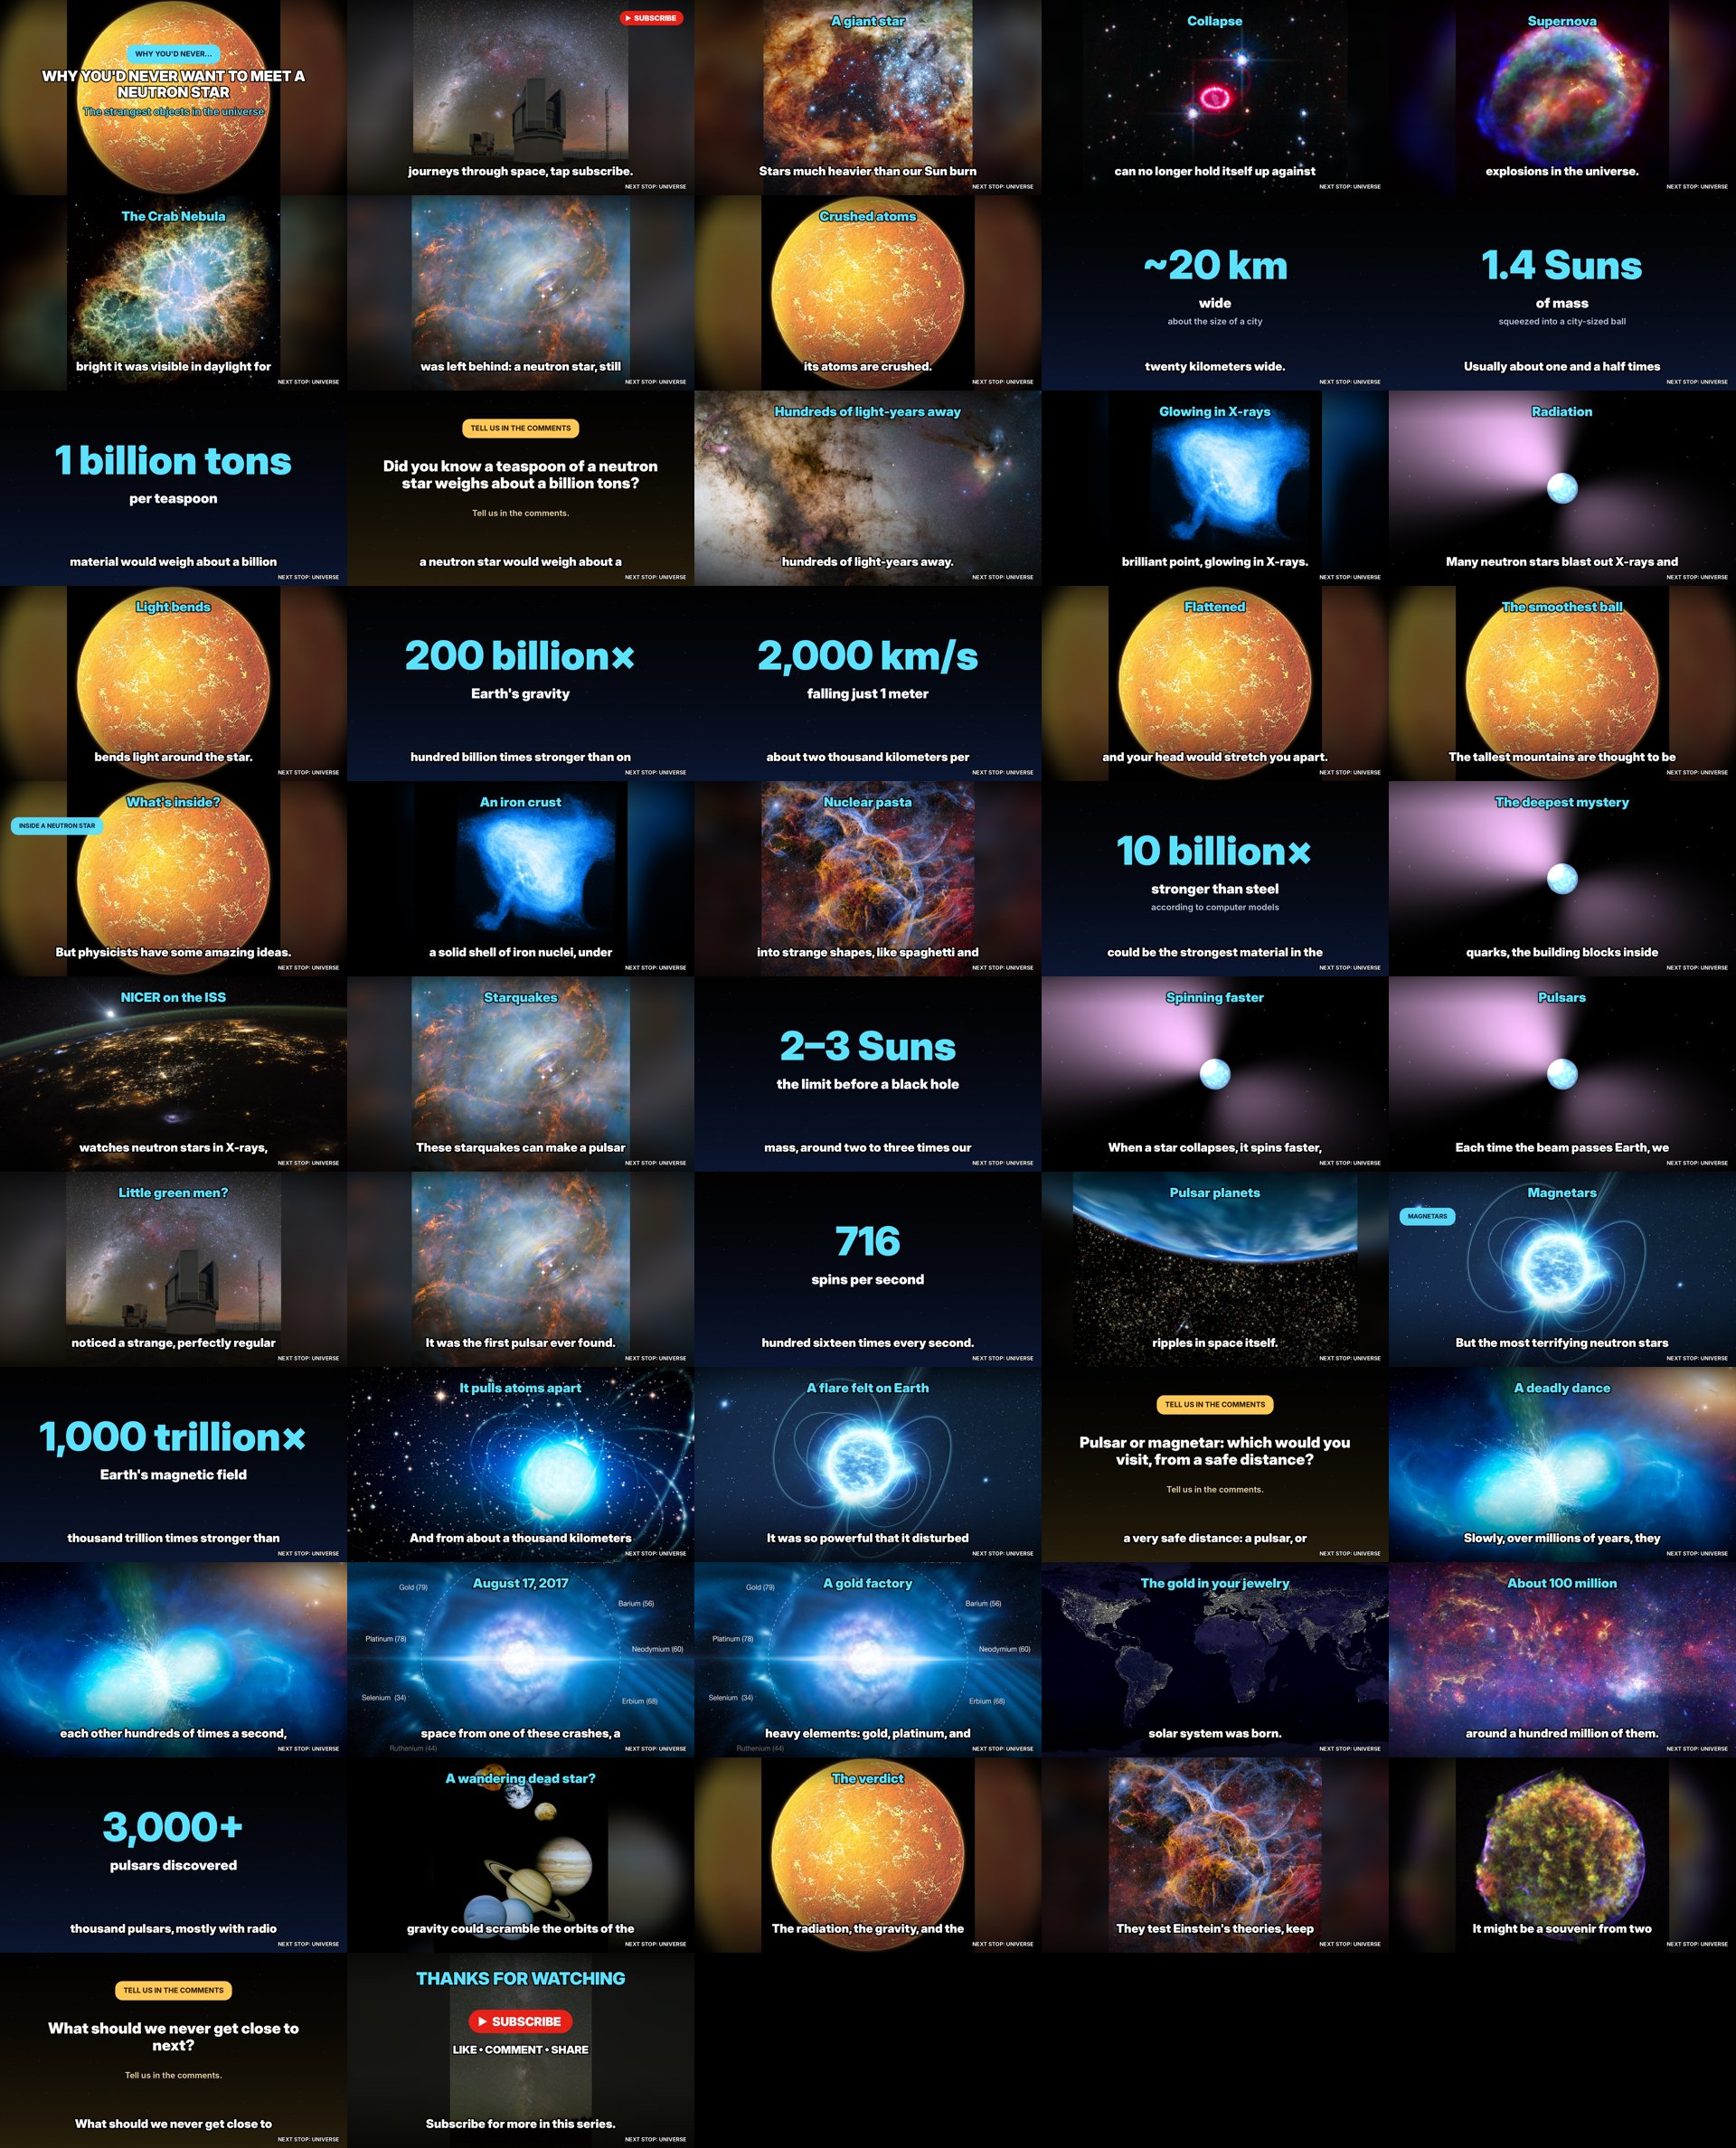 WHY YOU'D NEVER...
WHY YOU'D NEVER WANT TO MEET A
NEUTRON STAR
The strangest objects in the universe
SUBSCRIBE
journeys through space, tap subscribe.
NEXT STOP: UNIVERSE
A giant star
Stars much heavier than our Sun burn
NEXT STOP: UNIVERSE
Collapse
can no longer hold itself up against
NEXT STOP: UNIVERSE
Supernova
explosions in the universe.
NEXT STOP: UNIVERSE
The Crab Nebula
bright it was visible in daylight for
NEXT STOP: UNIVERSE
was left behind: a neutron star, still
NEXT STOP: UNIVERSE
Crushed atoms
its atoms are crushed.
NEXT STOP: UNIVERSE
~20 km
wide
about the size of a city
twenty kilometers wide.
NEXT STOP: UNIVERSE
1.4 Suns
of mass
squeezed into a city-sized ball
Usually about one and a half times
NEXT STOP: UNIVERSE
1 billion tons
per teaspoon
material would weigh about a billion
NEXT STOP: UNIVERSE
TELL US IN THE COMMENTS
Did you know a teaspoon of a neutron
star weighs about a billion tons?
Tell us in the comments.
a neutron star would weigh about a
NEXT STOP: UNIVERSE
Hundreds of light-years away
hundreds of light-years away.
NEXT STOP: UNIVERSE
Glowing in X-rays
brilliant point, glowing in X-rays.
NEXT STOP: UNIVERSE
Radiation
Many neutron stars blast out X-rays and
NEXT STOP: UNIVERSE
Light bends
bends light around the star.
NEXT STOP: UNIVERSE
200 billion×
Earth's gravity
hundred billion times stronger than on
NEXT STOP: UNIVERSE
2,000 km/s
falling just 1 meter
about two thousand kilometers per
NEXT STOP: UNIVERSE
Flattened
and your head would stretch you apart.
NEXT STOP: UNIVERSE
The smoothest ball
The tallest mountains are thought to be
NEXT STOP: UNIVERSE
What's inside?
INSIDE A NEUTRON STAR
But physicists have some amazing ideas.
NEXT STOP: UNIVERSE
An iron crust
a solid shell of iron nuclei, under
NEXT STOP: UNIVERSE
Nuclear pasta
into strange shapes, like spaghetti and
NEXT STOP: UNIVERSE
10 billion×
stronger than steel
according to computer models
could be the strongest material in the
NEXT STOP: UNIVERSE
The deepest mystery
quarks, the building blocks inside
NEXT STOP: UNIVERSE
NICER on the ISS
watches neutron stars in X-rays,
NEXT STOP: UNIVERSE
Starquakes
These starquakes can make a pulsar
NEXT STOP: UNIVERSE
2–3 Suns
the limit before a black hole
mass, around two to three times our
NEXT STOP: UNIVERSE
Spinning faster
When a star collapses, it spins faster,
NEXT STOP: UNIVERSE
Pulsars
Each time the beam passes Earth, we
NEXT STOP: UNIVERSE
Little green men?
noticed a strange, perfectly regular
NEXT STOP: UNIVERSE
It was the first pulsar ever found.
NEXT STOP: UNIVERSE
716
spins per second
hundred sixteen times every second.
NEXT STOP: UNIVERSE
Pulsar planets
ripples in space itself.
NEXT STOP: UNIVERSE
Magnetars
MAGNETARS
But the most terrifying neutron stars
NEXT STOP: UNIVERSE
1,000 trillion×
Earth's magnetic field
thousand trillion times stronger than
NEXT STOP: UNIVERSE
It pulls atoms apart
And from about a thousand kilometers
NEXT STOP: UNIVERSE
A flare felt on Earth
It was so powerful that it disturbed
NEXT STOP: UNIVERSE
TELL US IN THE COMMENTS
Pulsar or magnetar: which would you
visit, from a safe distance?
Tell us in the comments.
a very safe distance: a pulsar, or
NEXT STOP: UNIVERSE
A deadly dance
Slowly, over millions of years, they
NEXT STOP: UNIVERSE
each other hundreds of times a second,
NEXT STOP: UNIVERSE
August 17, 2017
Gold (79)
Barium (56)
Platinum (78)
Neodymium (60)
Selenium (34)
Erbium (68)
space from one of these crashes, a
Ruthenium (44)
NEXT STOP: UNIVERSE
A gold factory
Gold (79)
Barium (56)
Platinum (78)
Neodymium (60)
Selenium (34)
Erbium (68)
heavy elements: gold, platinum, and
Ruthenium (44)
NEXT STOP: UNIVERSE
The gold in your jewelry
solar system was born.
NEXT STOP: UNIVERSE
About 100 million
around a hundred million of them.
NEXT STOP: UNIVERSE
3,000+
pulsars discovered
thousand pulsars, mostly with radio
NEXT STOP: UNIVERSE
A wandering dead star?
gravity could scramble the orbits of the
NEXT STOP: UNIVERSE
The verdict
The radiation, the gravity, and the
NEXT STOP: UNIVERSE
They test Einstein's theories, keep
NEXT STOP: UNIVERSE
It might be a souvenir from two
NEXT STOP: UNIVERSE
TELL US IN THE COMMENTS
What should we never get close to
next?
Tell us in the comments.
What should we never get close to
NEXT STOP: UNIVERSE
THANKS FOR WATCHING
SUBSCRIBE
LIKE • COMMENT • SHARE
Subscribe for more in this series.
NEXT STOP: UNIVERSE